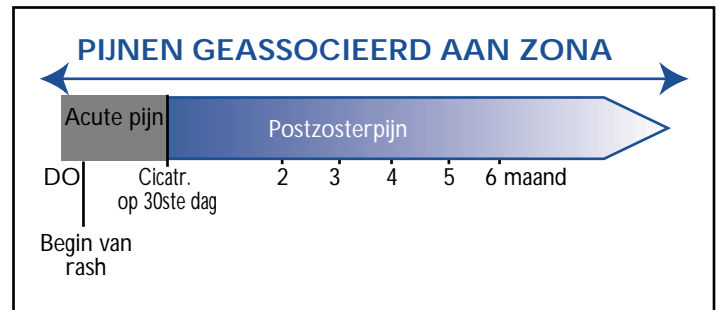 PIJNEN GEASSOCIEERD AAN ZONA
Acute pijn
Postzosterpijn
DO
Cicatr.
op 30ste dag
2 3 4 5 6 maand
Begin van
rash